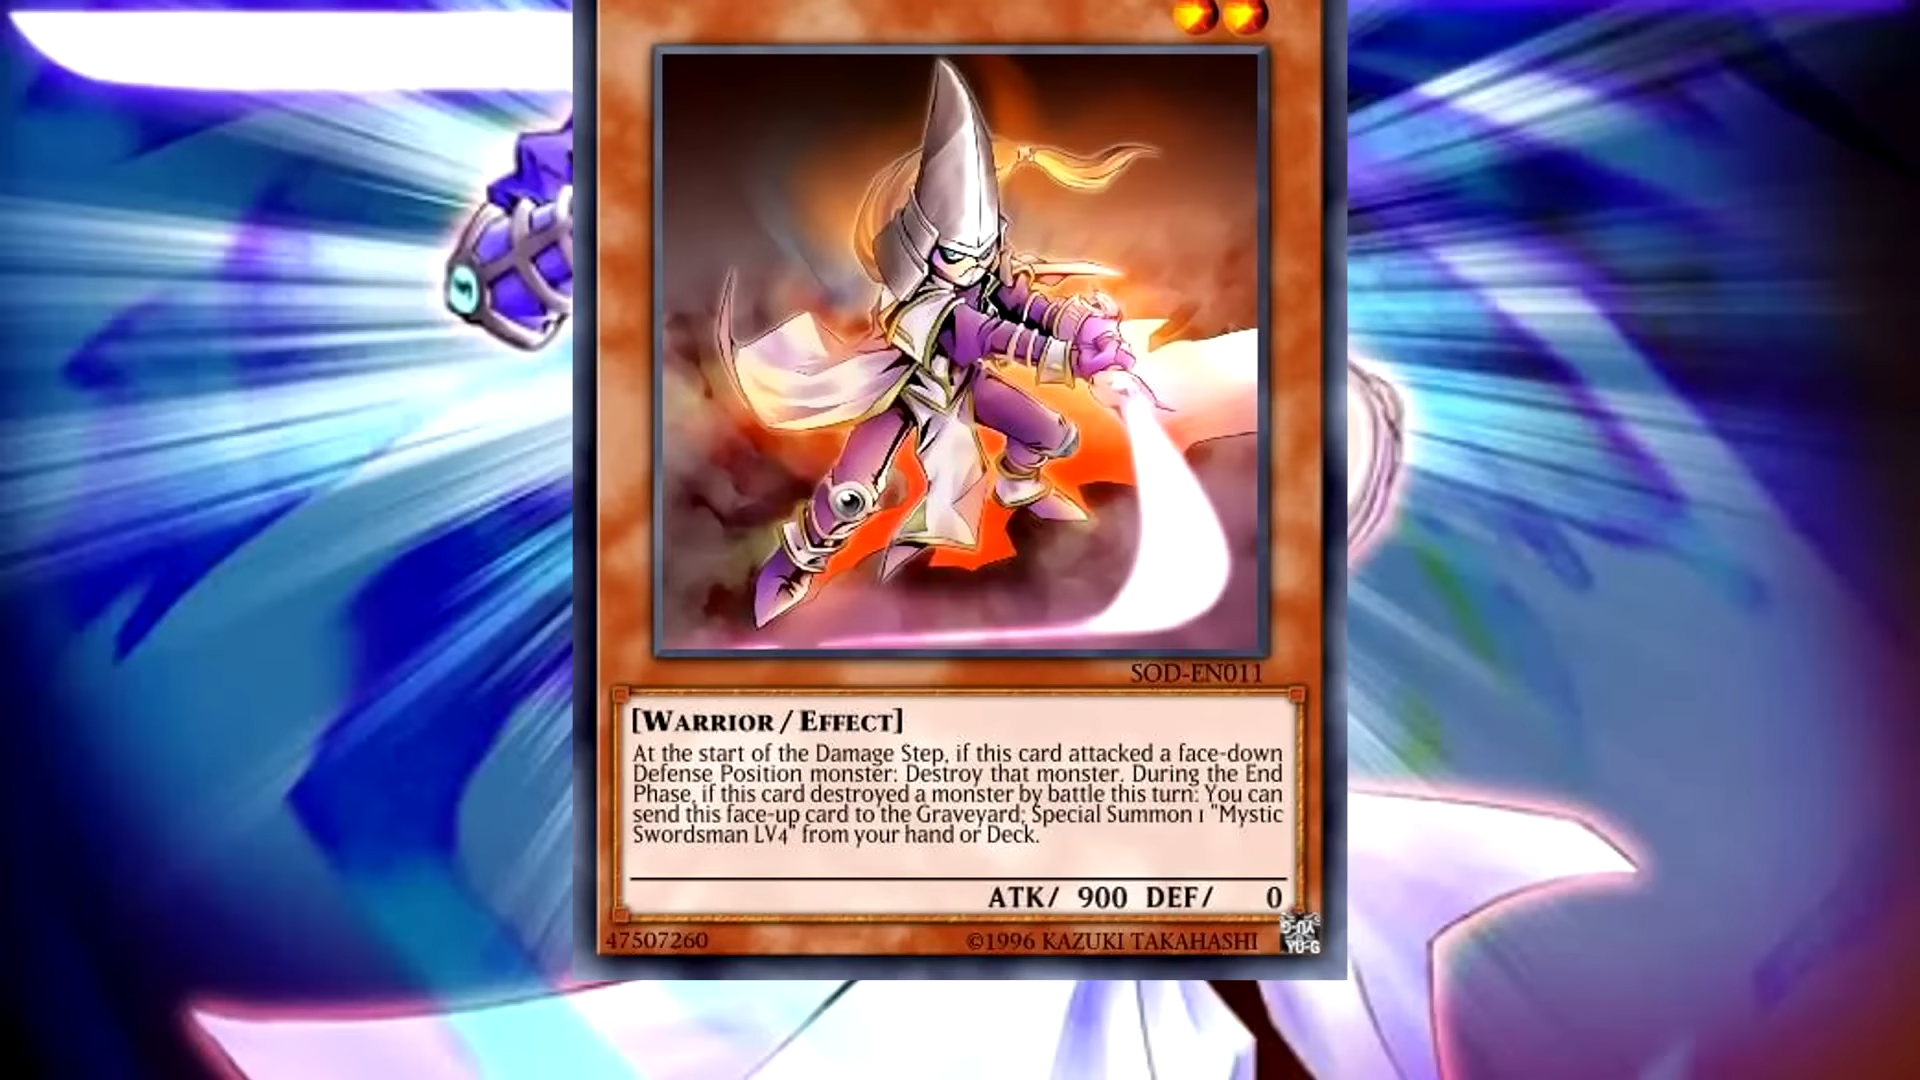 SOD-EN011
[WARRIOR / EFFECT]
At the start of the Damage Step, if this card attacked a face-down
Defense Position monster: Destroy that monster. During the End
Phase, if this card destroyed a monster by battle this turn: You can
send this face-up card to the Graveyard; Special Summon 1 "Mystic
Swordsman LV4" from your hand or Deck.
ATK/ 900 DEF/ 0
47507260 ©1996 KAZUKI TAKAHASHI